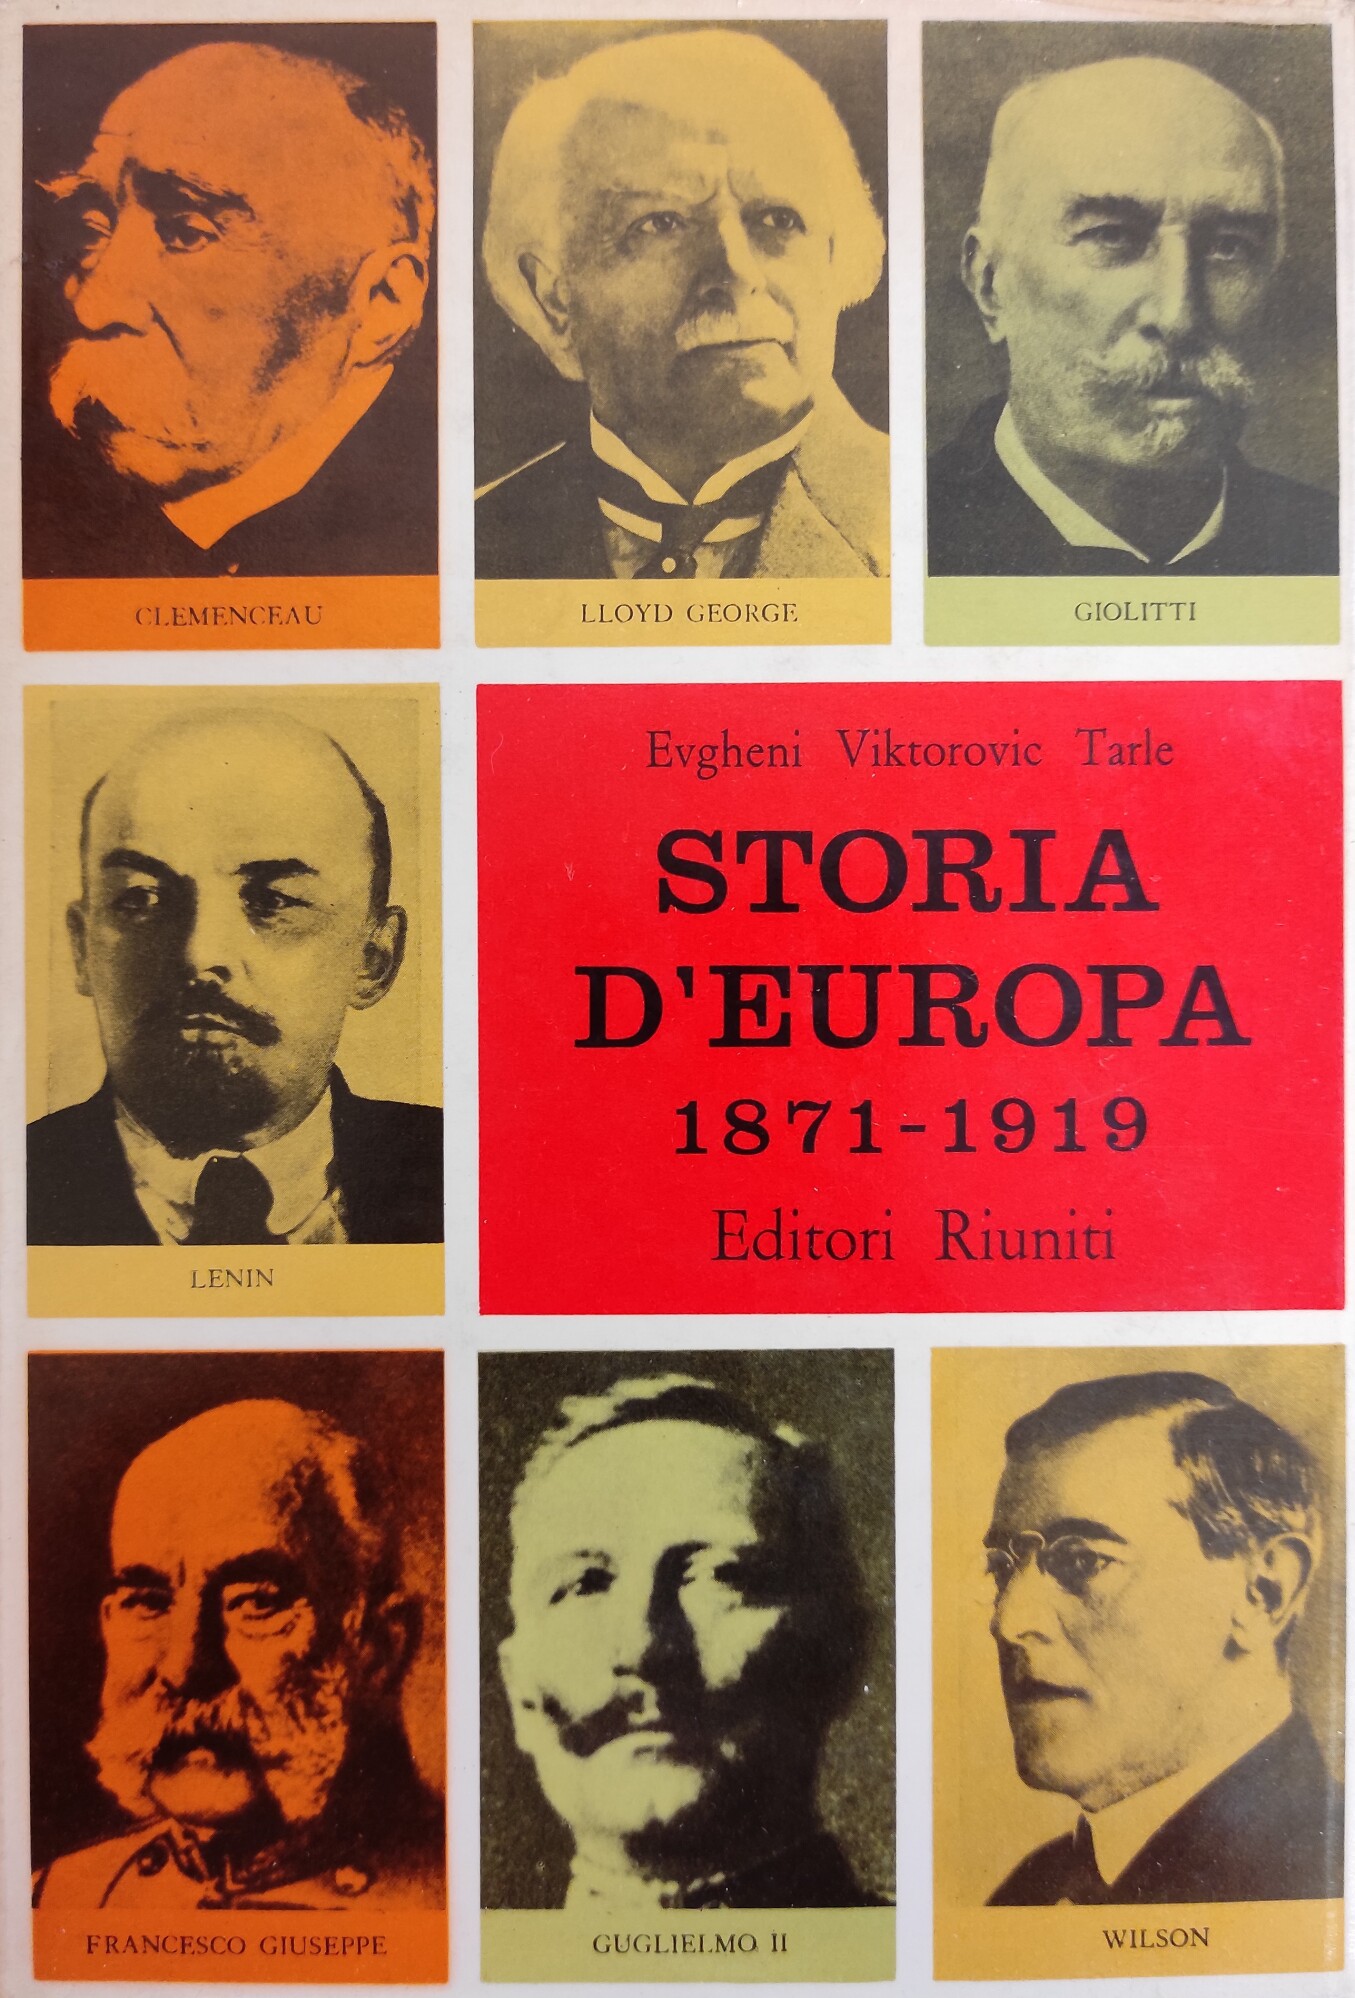 CLEMENCEAU
LLOYD GEORGE
GIOLITTI
LENIN
Evgheni Viktorovic Tarle
STORIA
D'EUROPA
1871-1919
Editori Riuniti
FRANCESCO GIUSEPPE
GUGLIELMO II
WILSON